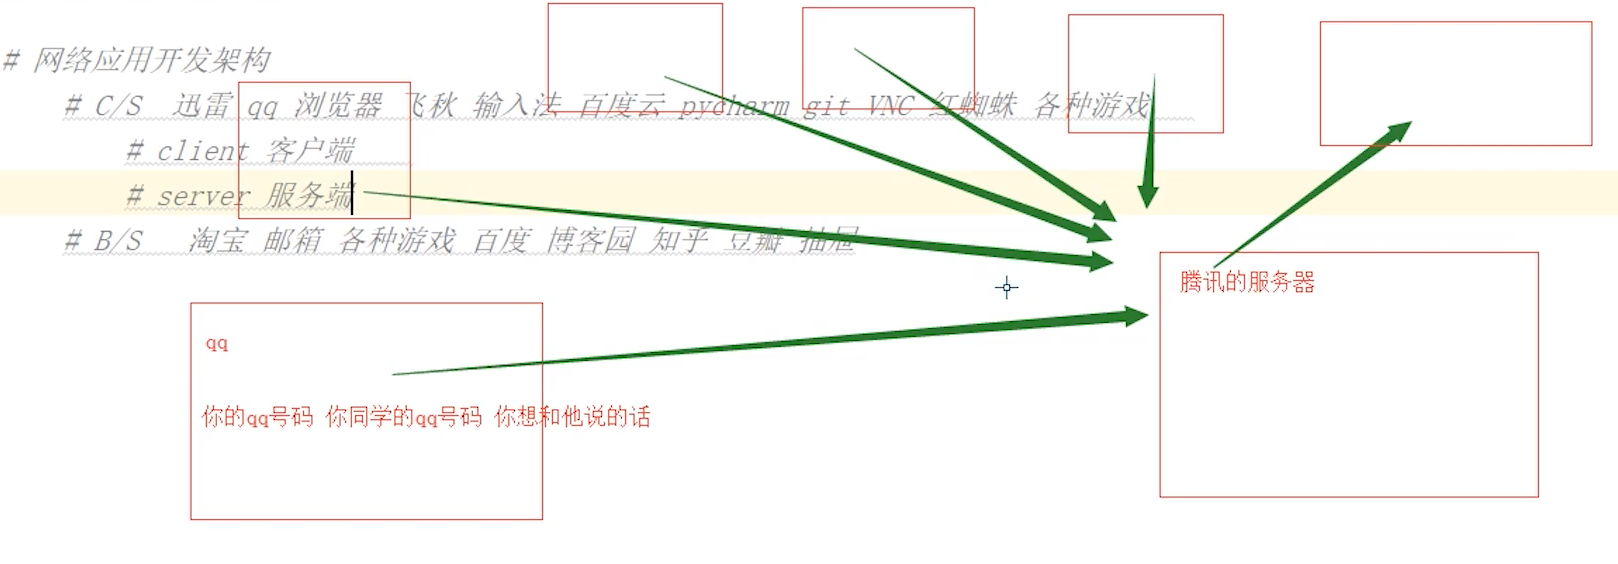 # 网络应用开发架构
# C/S 迅雷 qq 浏览器 飞秋 输入法 百度云 pycharm git VNC 红蜘蛛 各种游戏
# client 客户端
# server 服务端
# B/S 淘宝 邮箱 各种游戏 百度 博客园 知乎 豆瓣 抽屉
腾讯的服务器
qq
你的qq号码 你同学的qq号码 你想和他说的话